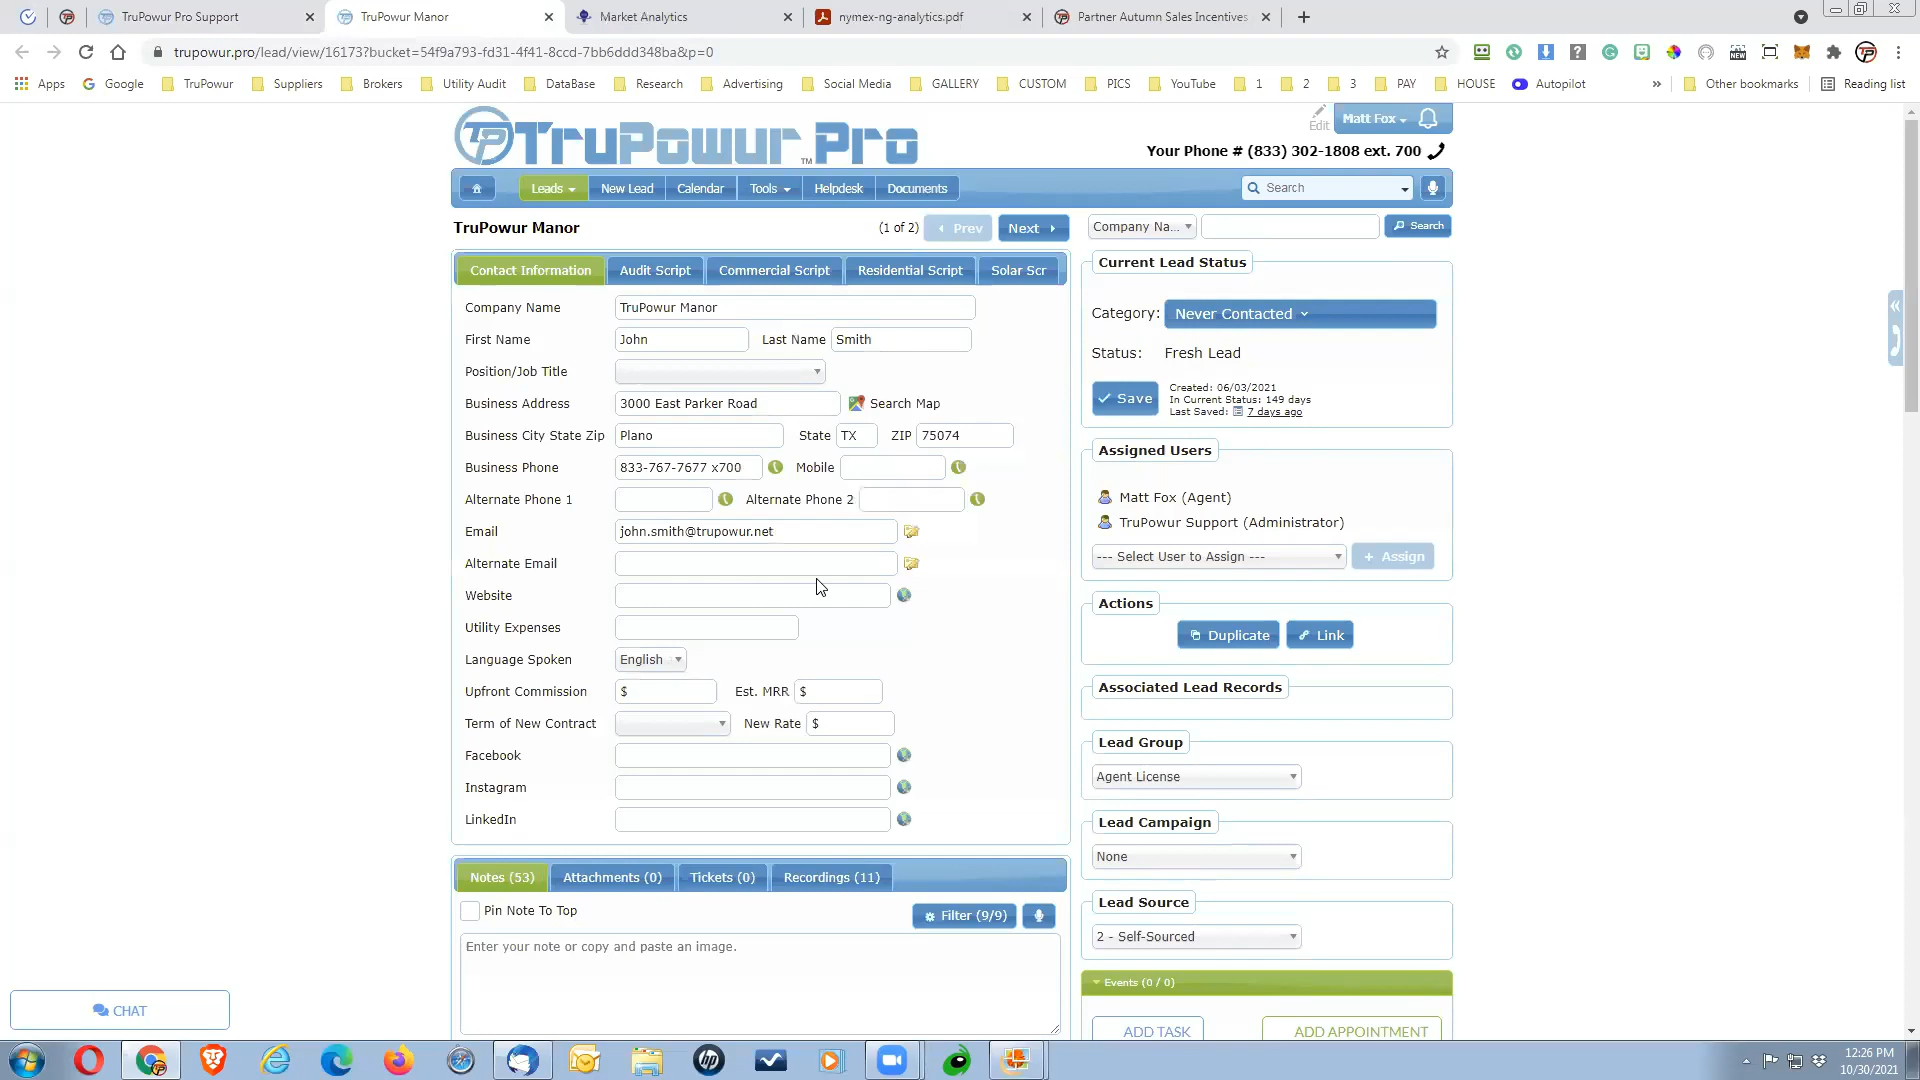 TruPowur Pro Support
TruPowur Manor
Market Analytics
nymex-ng-analytics.pdf
Partner Autumn Sales Incentives
trupowur.pro/lead/view/16173?bucket=54f9a793-fd31-4f41-8ccd-7bb6ddd348ba&p=0
Apps Google TruPowur Suppliers Brokers Utility Audit DataBase Research Advertising Social Media GALLERY CUSTOM PICS YouTube 1 2 3 PAY HOUSE Autopilot » Other bookmarks Reading list
TP TruPowur.Pro TM
Edit
Matt Fox
Your Phone # (833) 302-1808 ext. 700
Leads New Lead Calendar Tools Helpdesk Documents Search
TruPowur Manor (1 of 2) Prev Next
Company Na... Search
Contact Information Audit Script Commercial Script Residential Script Solar Scr
Company Name TruPowur Manor
First Name John Last Name Smith
Position/Job Title
Business Address 3000 East Parker Road Search Map
Business City State Zip Plano State TX ZIP 75074
Business Phone 833-767-7677 x700 Mobile
Alternate Phone 1 Alternate Phone 2
Email john.smith@trupowur.net
Alternate Email
Website
Utility Expenses
Language Spoken English
Upfront Commission $ Est. MRR $
Term of New Contract New Rate $
Facebook
Instagram
LinkedIn
Current Lead Status
Category: Never Contacted
Status: Fresh Lead
Save
Created: 06/03/2021
In Current Status: 149 days
Last Saved: 7 days ago
Assigned Users
Matt Fox (Agent)
TruPowur Support (Administrator)
--- Select User to Assign --- + Assign
Actions
Duplicate Link
Associated Lead Records
Lead Group
Agent License
Lead Campaign
None
Lead Source
2 - Self-Sourced
Events (0 / 0)
ADD TASK ADD APPOINTMENT
Notes (53) Attachments (0) Tickets (0) Recordings (11)
Pin Note To Top Filter (9/9)
Enter your note or copy and paste an image.
CHAT
12:26 PM
10/30/2021